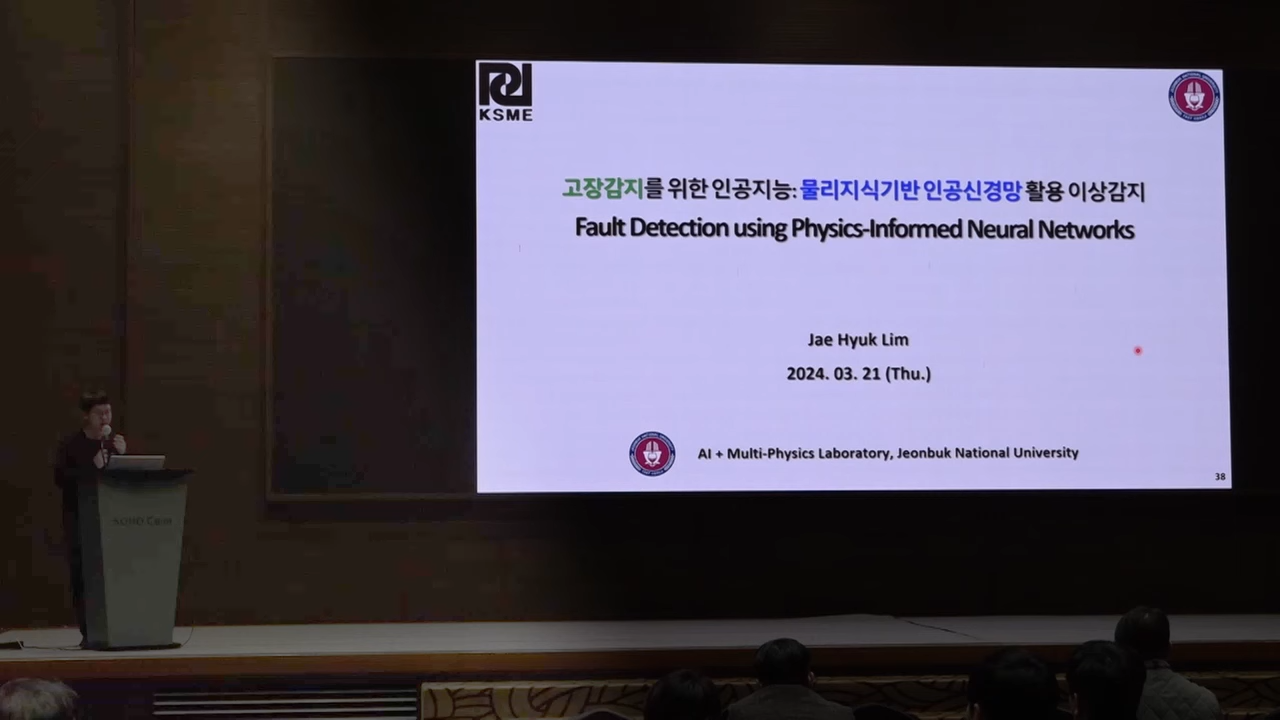 KSME
고장감지를 위한 인공지능: 물리지식기반 인공신경망 활용 이상감지
Fault Detection using Physics-Informed Neural Networks
Jae Hyuk Lim
2024. 03. 21 (Thu.)
AI + Multi-Physics Laboratory, Jeonbuk National University
38